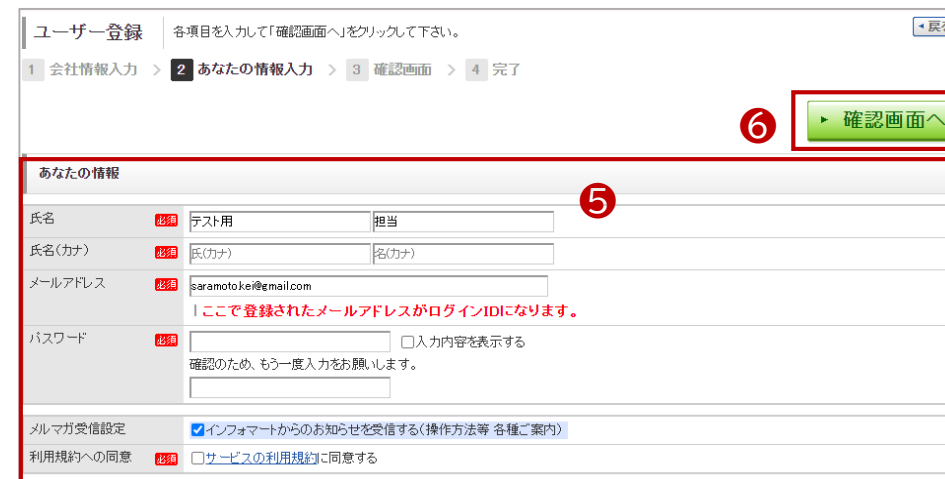 ユーザー登録 各項目を入力して「確認画面へ」をクリックして下さい。
1 会社情報入力 > 2 あなたの情報入力 > 3 確認画面 > 4 完了
6 確認画面へ
あなたの情報
5
氏名 必須 テスト用 担当
氏名(カナ) 必須 氏(カナ) 名(カナ)
メールアドレス 必須 saramoto.kei@gmail.com
ここで登録されたメールアドレスがログインIDになります。
パスワード 必須 入力内容を表示する
確認のため、もう一度入力をお願いします。
メルマガ受信設定 インフォマートからのお知らせを受信する(操作方法等 各種ご案内)
利用規約への同意 必須 サービスの利用規約に同意する